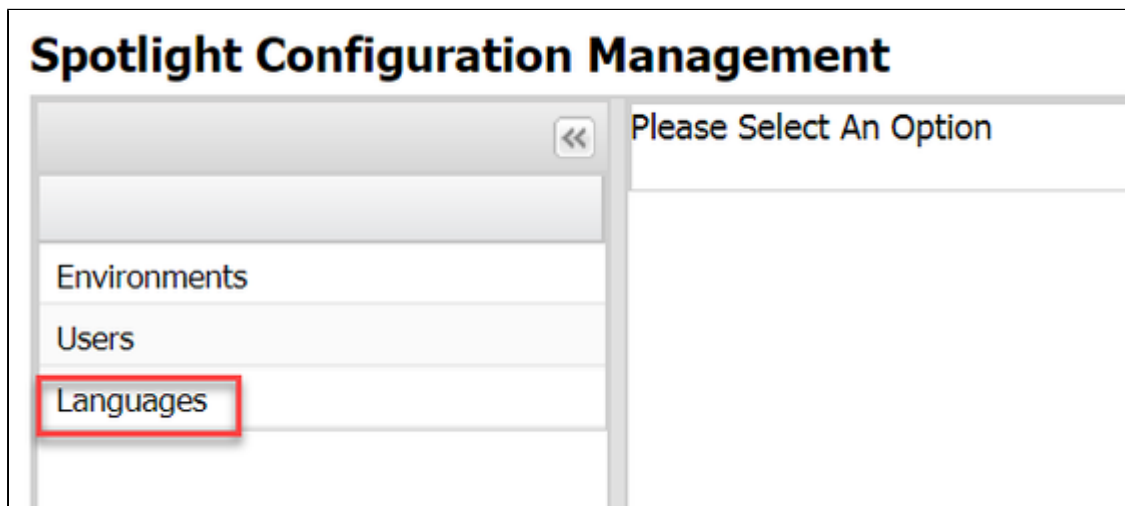 Spotlight Configuration Management
Please Select An Option
Environments
Users
Languages